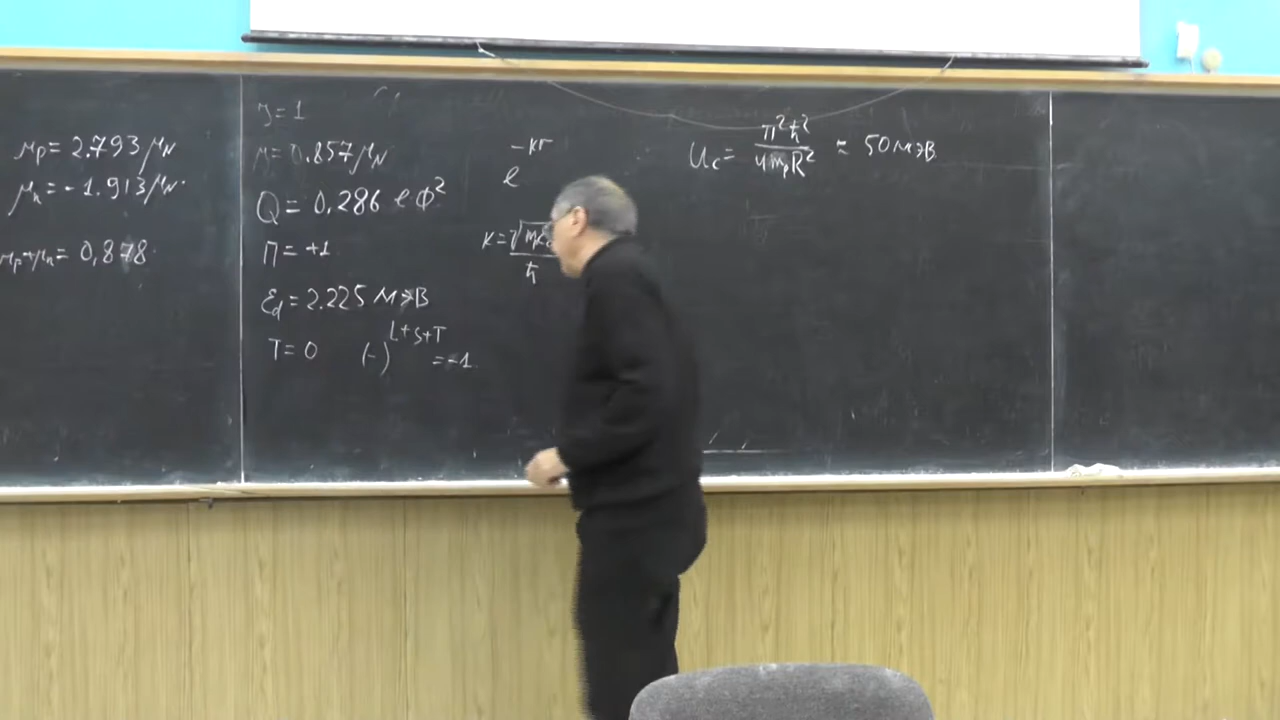 μp = 2.793 μN
μn = -1.913 μN.
μp+μn = 0,878
J = 1
μ = 0.857 μN
Q = 0,286 e Ф²
П = +1
εd = 2.225 МэВ
T = 0 (-)^{L+S+T} = -1
e^{-κr}
κ =
ħ
Uc = π²ħ² / 4mpR² ≈ 50 МэВ